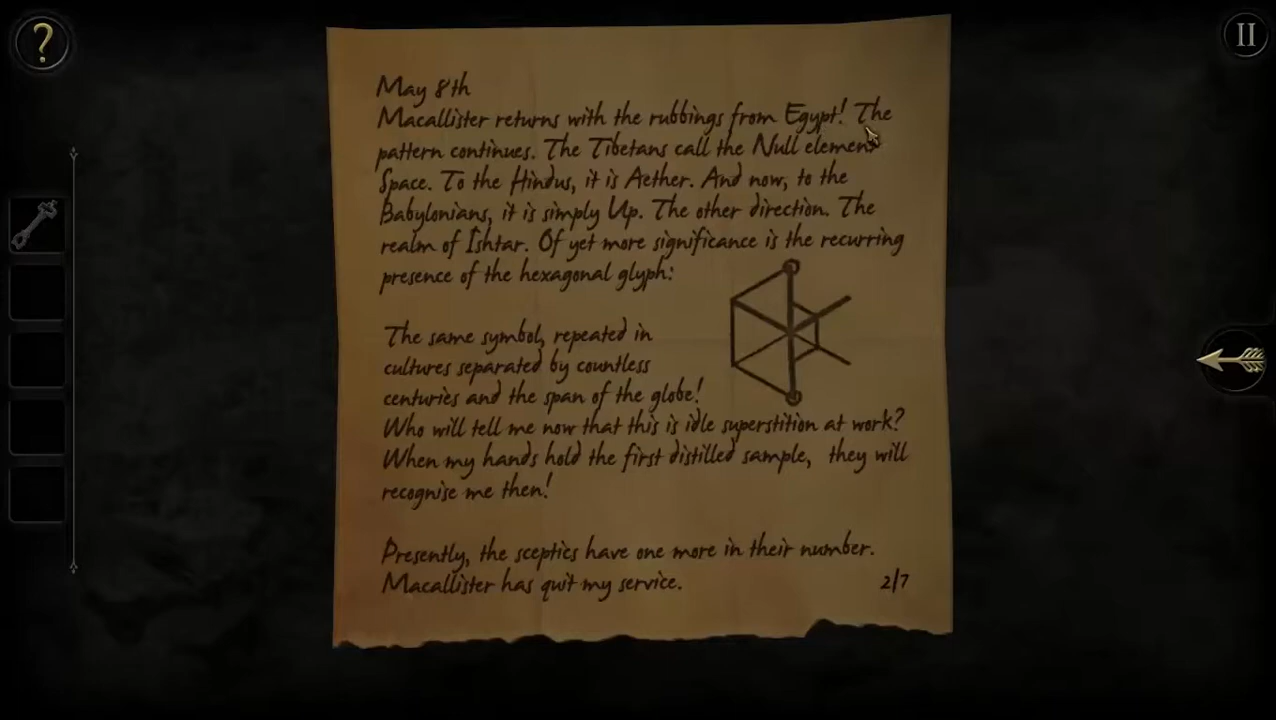 May 8th
Macallister returns with the rubbings from Egypt! The
pattern continues. The Tibetans call the Null element
Space. To the Hindus, it is Aether. And now, to the
Babylonians, it is simply Up. The other direction. The
realm of Ishtar. Of yet more significance is the recurring
presence of the hexagonal glyph:
The same symbol, repeated in
cultures separated by countless
centuries and the span of the globe!
Who will tell me now that this is idle superstition at work?
When my hands hold the first distilled sample, they will
recognise me then!
Presently, the sceptics have one more in their number.
Macallister has quit my service.
2/7
?